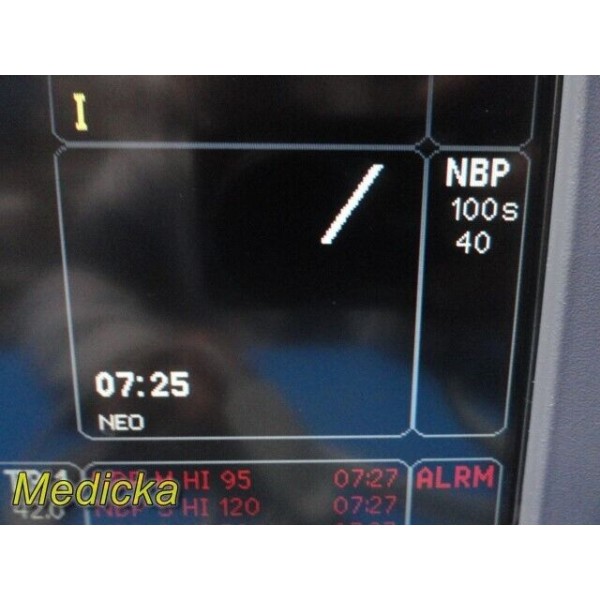 I
NBP
100s
40
07:25
NEO
HI 95 07:27 ALRM
NBP S HI 120 07:27
Medicka